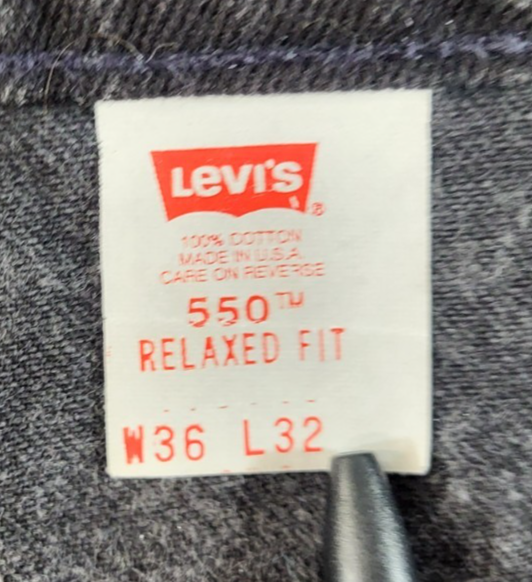 Levi's
®
100% COTTON
MADE IN U.S.A.
CARE ON REVERSE
550™
RELAXED FIT
W36 L32